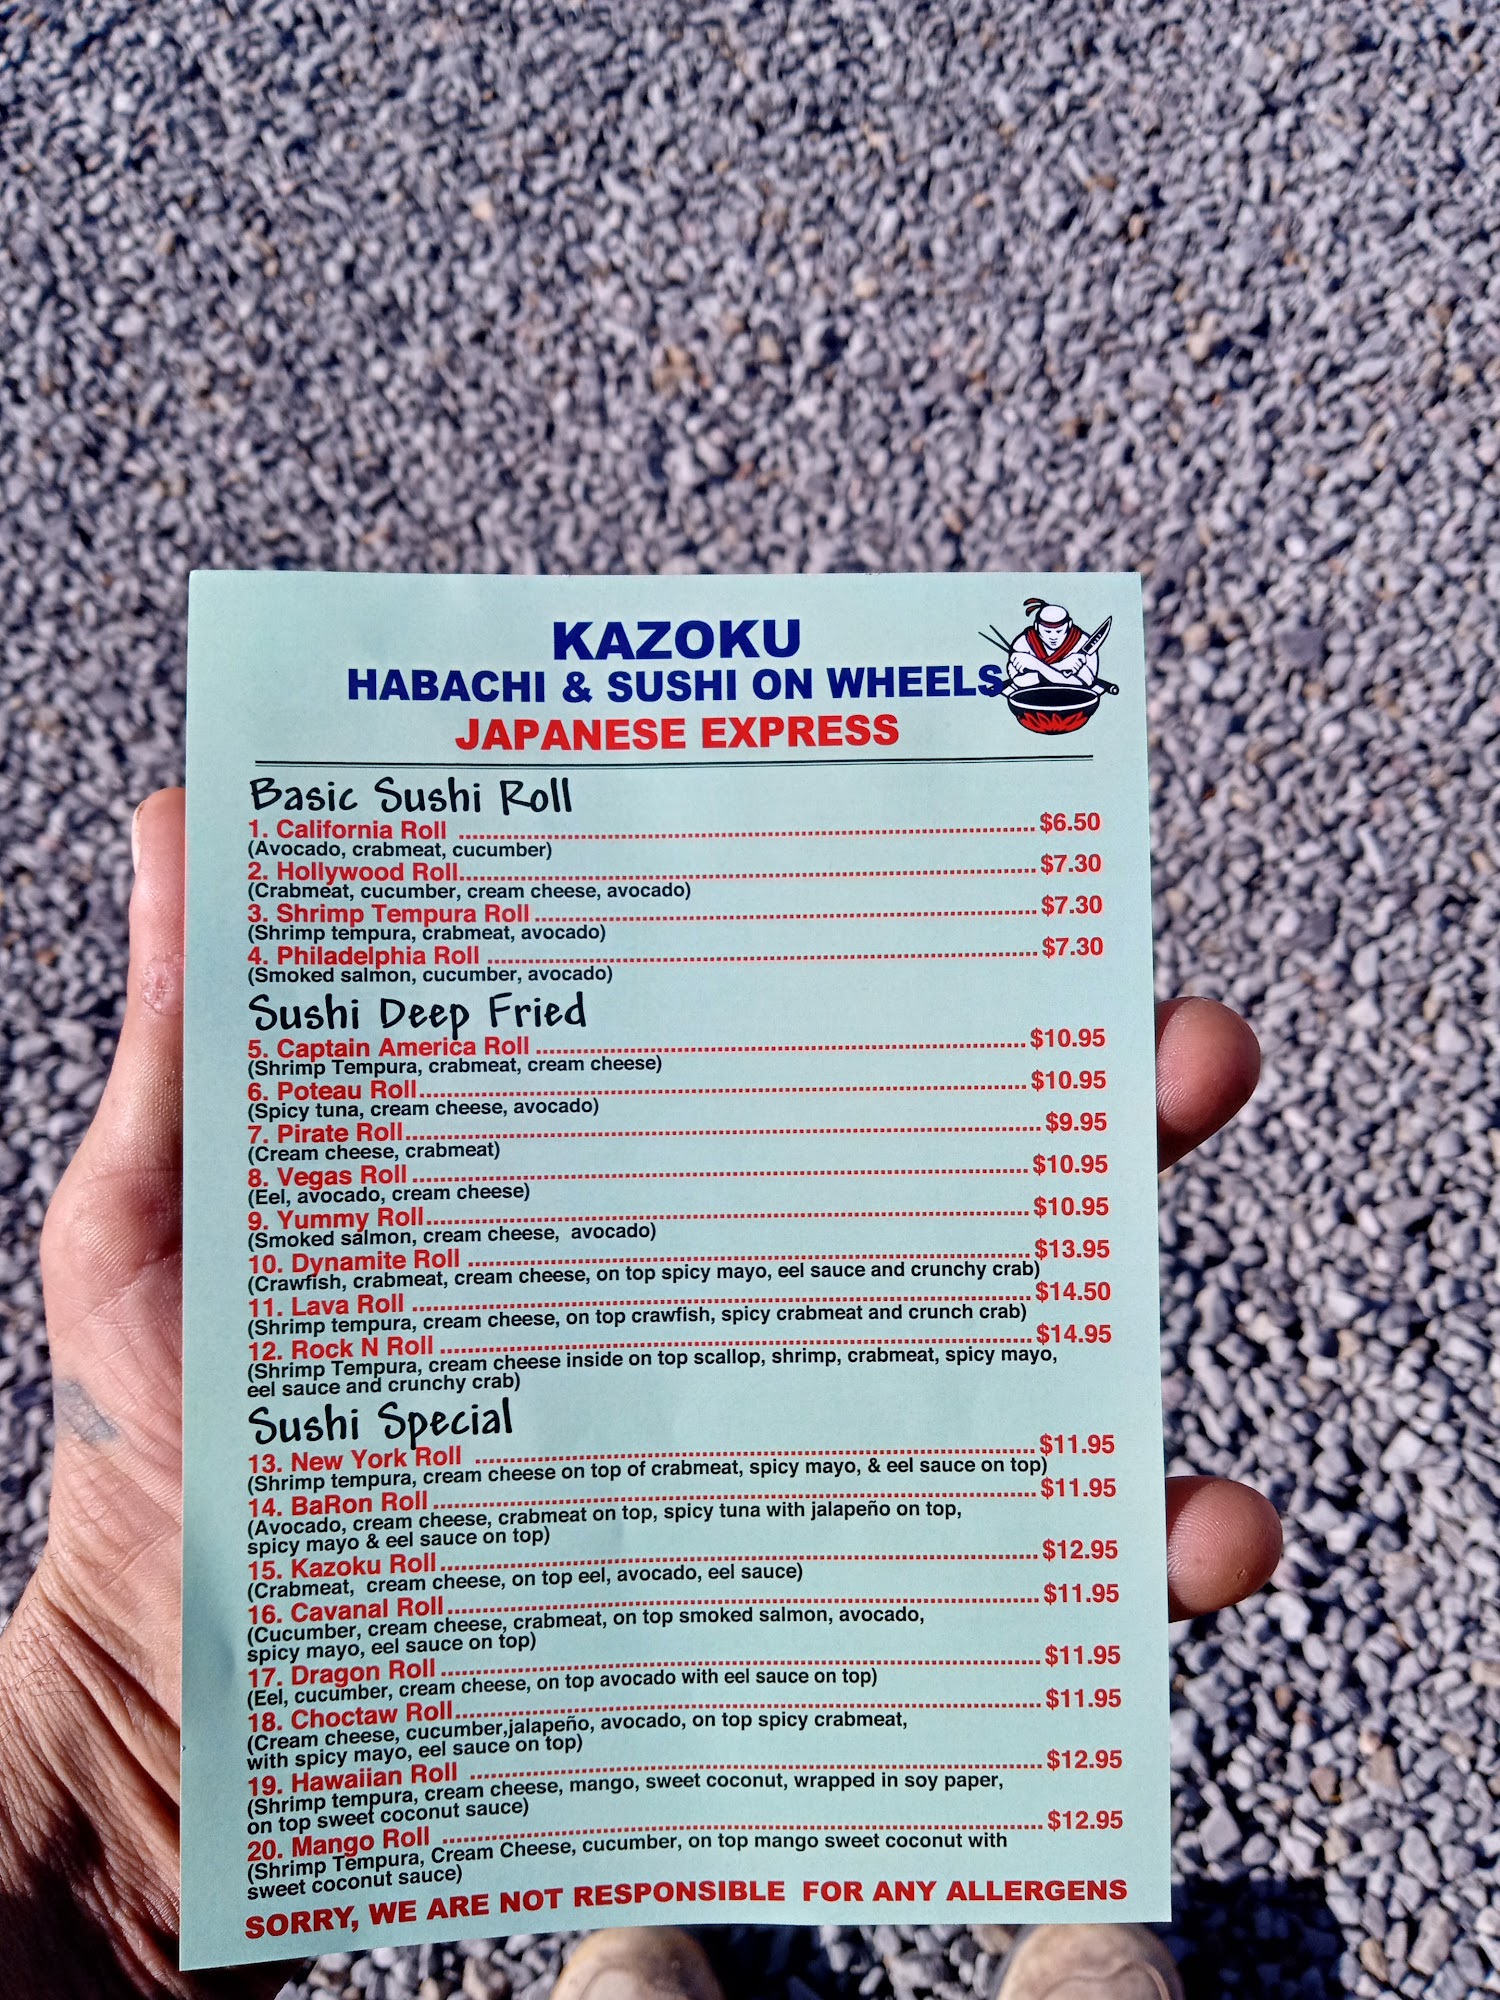 KAZOKU
HABACHI & SUSHI ON WHEELS
JAPANESE EXPRESS
Basic Sushi Roll
1. California Roll ........ $6.50
(Avocado, crabmeat, cucumber)
2. Hollywood Roll........ $7.30
(Crabmeat, cucumber, cream cheese, avocado)
3. Shrimp Tempura Roll ........ $7.30
(Shrimp tempura, crabmeat, avocado)
4. Philadelphia Roll ........ $7.30
(Smoked salmon, cucumber, avocado)
Sushi Deep Fried
5. Captain America Roll ........ $10.95
(Shrimp Tempura, crabmeat, cream cheese)
6. Poteau Roll........ $10.95
(Spicy tuna, cream cheese, avocado)
7. Pirate Roll........ $9.95
(Cream cheese, crabmeat)
8. Vegas Roll ........ $10.95
(Eel, avocado, cream cheese)
9. Yummy Roll........ $10.95
(Smoked salmon, cream cheese, avocado)
10. Dynamite Roll ........ $13.95
(Crawfish, crabmeat, cream cheese, on top spicy mayo, eel sauce and crunchy crab)
11. Lava Roll ........ $14.50
(Shrimp tempura, cream cheese, on top crawfish, spicy crabmeat and crunch crab)
12. Rock N Roll ........ $14.95
(Shrimp Tempura, cream cheese inside on top scallop, shrimp, crabmeat, spicy mayo,
eel sauce and crunchy crab)
Sushi Special
13. New York Roll ........ $11.95
(Shrimp tempura, cream cheese on top of crabmeat, spicy mayo, & eel sauce on top)
14. BaRon Roll ........ $11.95
(Avocado, cream cheese, crabmeat on top, spicy tuna with jalapeño on top,
spicy mayo & eel sauce on top)
15. Kazoku Roll........ $12.95
(Crabmeat, cream cheese, on top eel, avocado, eel sauce)
16. Cavanal Roll........ $11.95
(Cucumber, cream cheese, crabmeat, on top smoked salmon, avocado,
spicy mayo, eel sauce on top)
17. Dragon Roll ........ $11.95
(Eel, cucumber, cream cheese, on top avocado with eel sauce on top)
18. Choctaw Roll........ $11.95
(Cream cheese, cucumber,jalapeño, avocado, on top spicy crabmeat,
with spicy mayo, eel sauce on top)
19. Hawaiian Roll ........ $12.95
(Shrimp tempura, cream cheese, mango, sweet coconut, wrapped in soy paper,
on top sweet coconut sauce)
20. Mango Roll ........ $12.95
(Shrimp Tempura, Cream Cheese, cucumber, on top mango sweet coconut with
sweet coconut sauce)
SORRY, WE ARE NOT RESPONSIBLE FOR ANY ALLERGENS